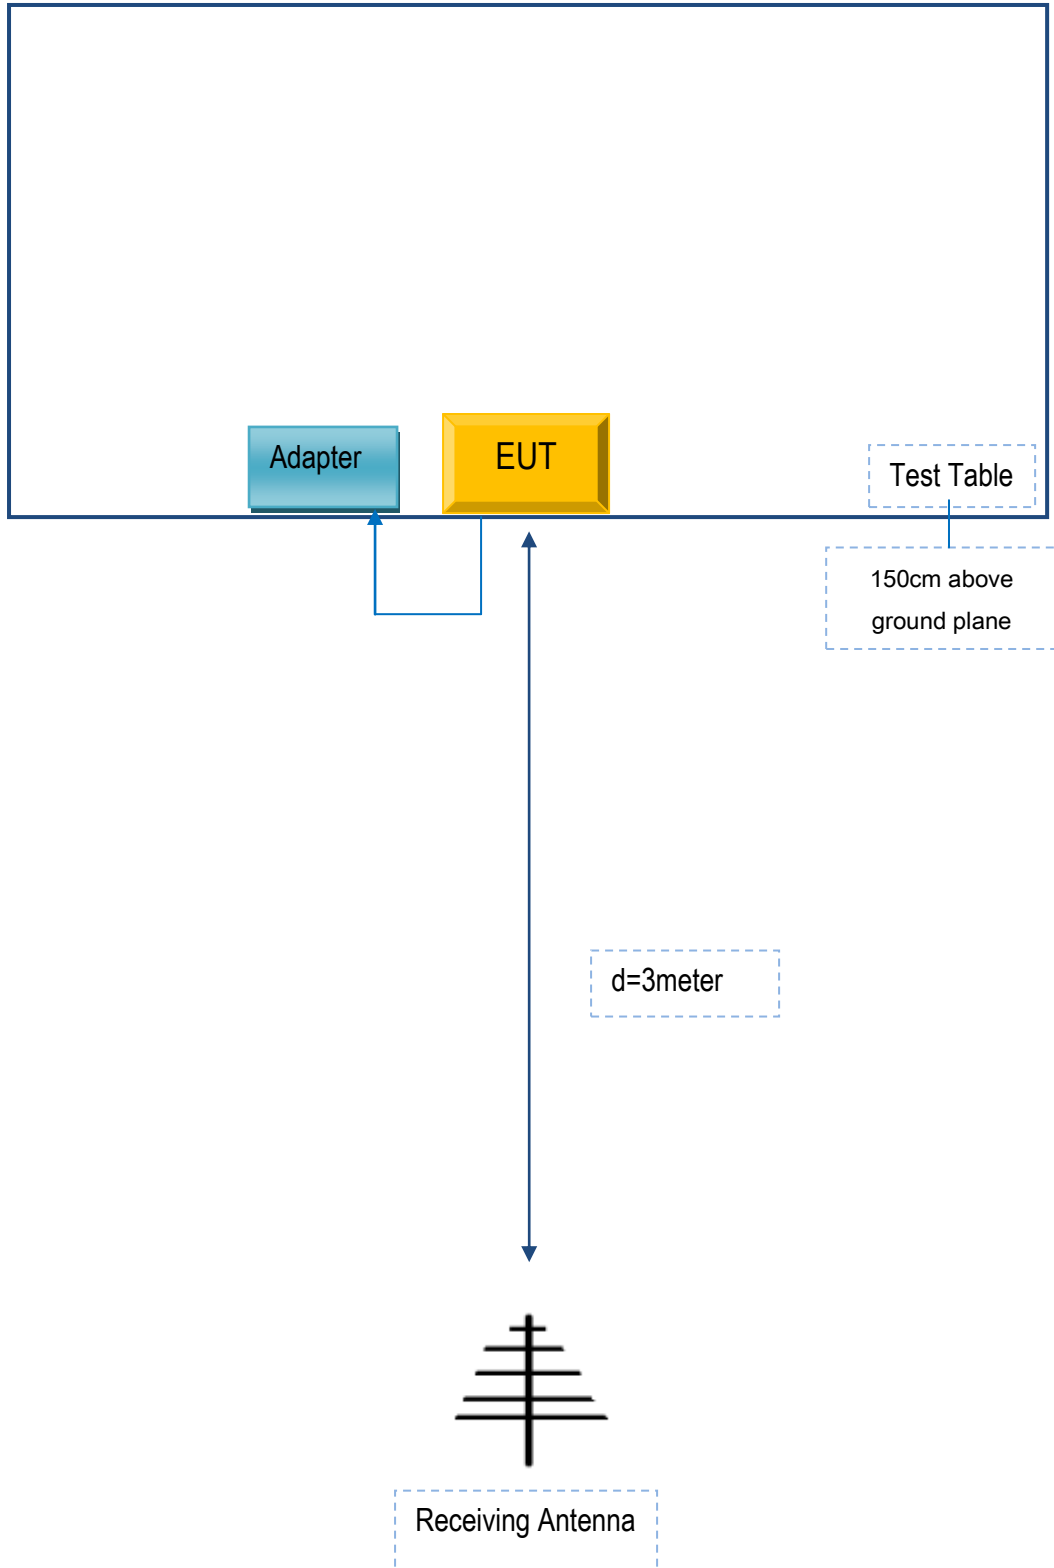 Adapter
EUT
Test Table
150cm above
ground plane
d=3meter
Receiving Antenna